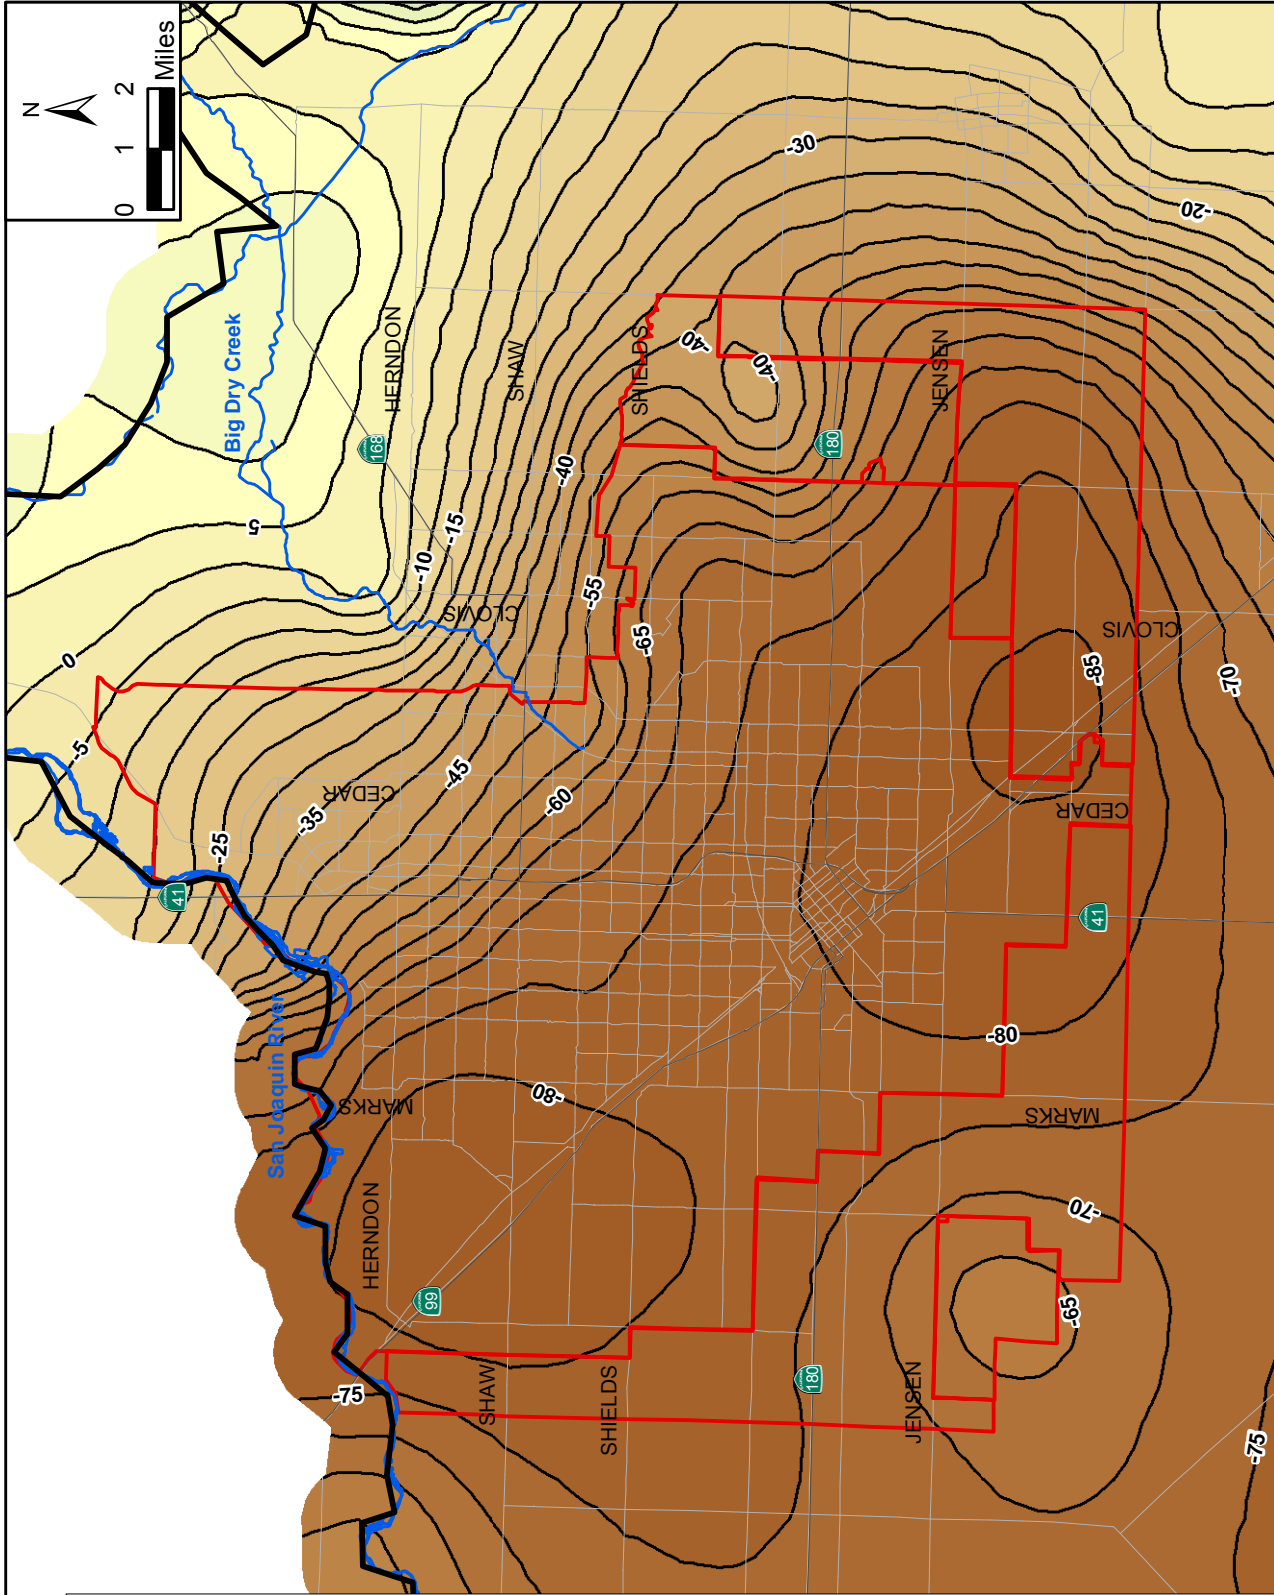 N
0 1 2
Miles
Big Dry Creek
HERNDON
SHAW
SHIELDS
JENSEN
168
180
5
0
-5
-10
-15
-20
-25
-30
-35
-40
-40
-40
-45
-55
-60
-65
CLOVIS
CEDAR
41
San Joaquin River
MARKS
HERNDON
99
-80
-75
SHAW
SHIELDS
180
JENSEN
-85
CLOVIS
-70
CEDAR
41
-80
MARKS
-70
-65
-75